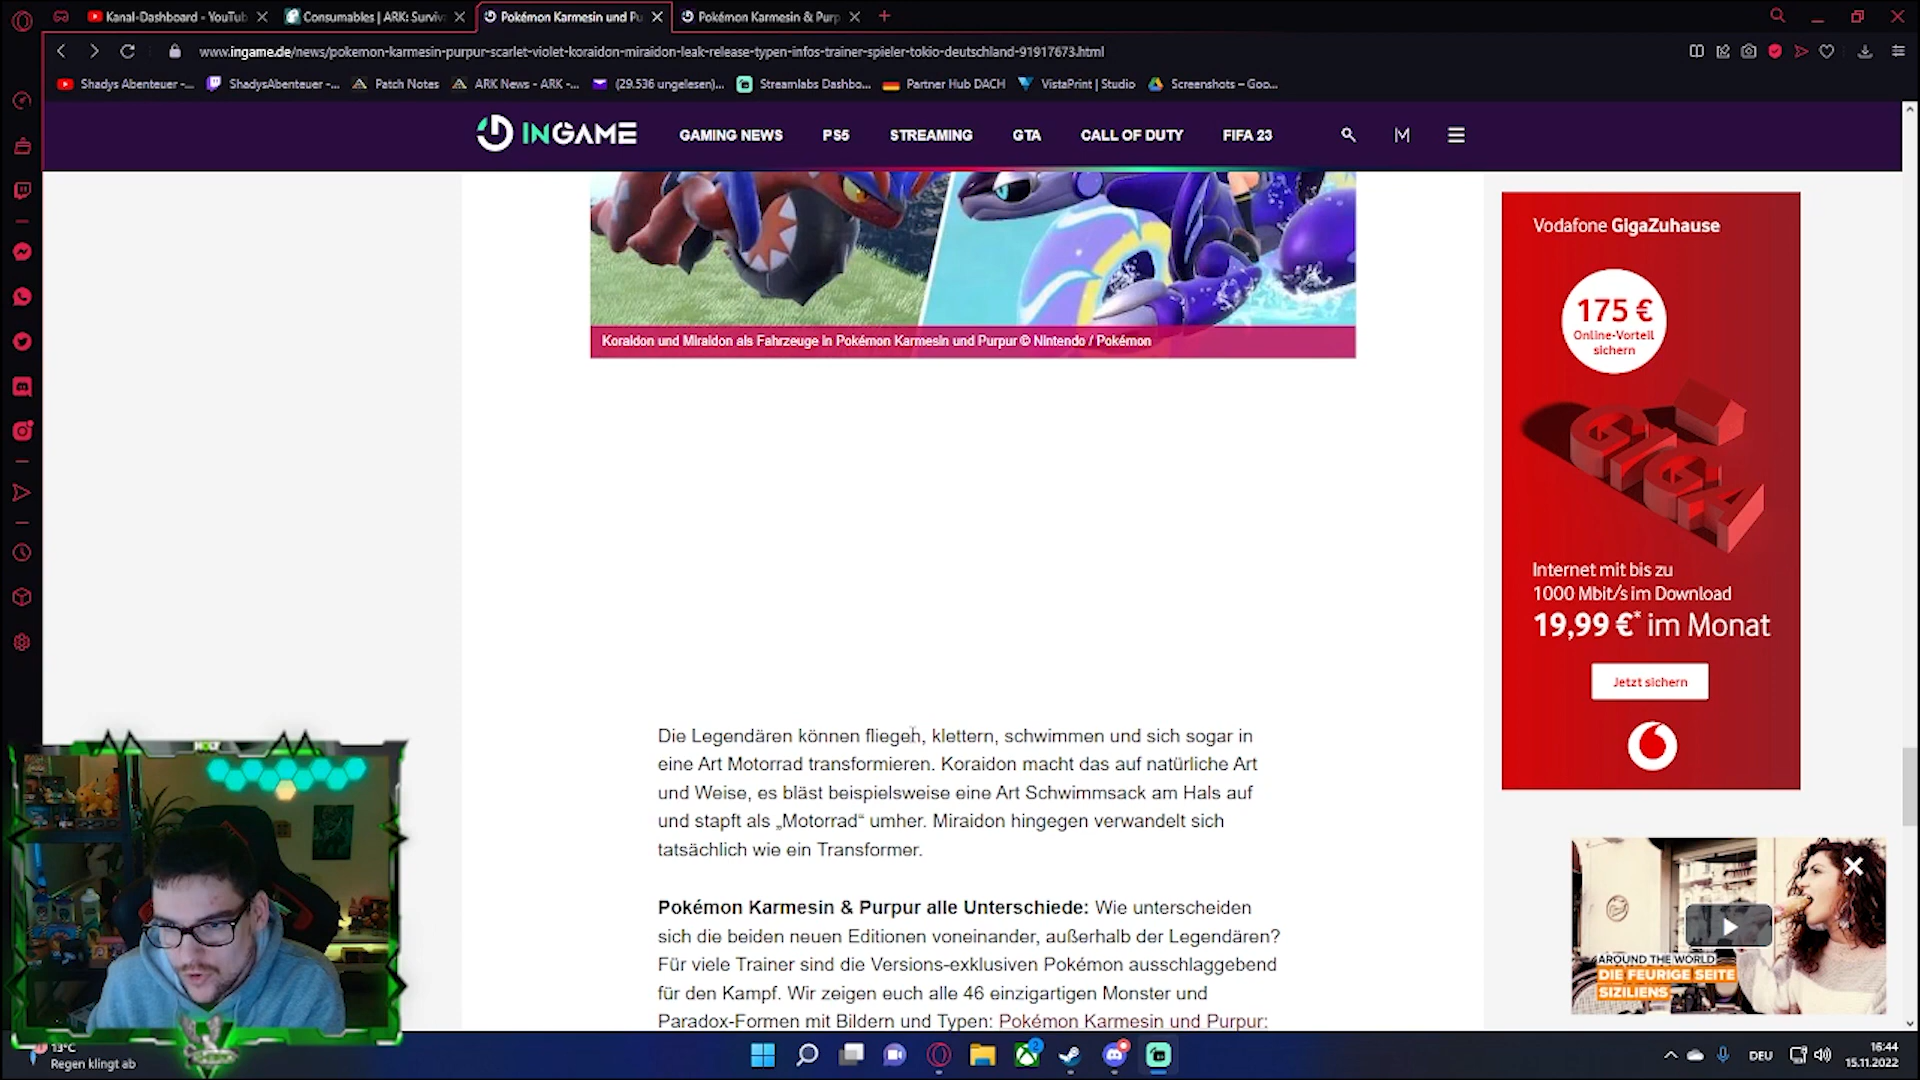 Kanal-Dashboard - YouTub
Consumables | ARK: Surviv
Pokémon Karmesin und Pu
Pokémon Karmesin & Purp
www.ingame.de/news/pokemon-karmesin-purpur-scarlet-violet-koraidon-miraidon-leak-release-typen-infos-trainer-spieler-tokio-deutschland-91917673.html
Shadys Abenteuer -...
ShadysAbenteuer -...
Patch Notes
ARK News - ARK -...
(29.536 ungelesen)...
Streamlabs Dashbo...
Partner Hub DACH
VistaPrint | Studio
Screenshots – Goo...
INGAME
GAMING NEWS
PS5
STREAMING
GTA
CALL OF DUTY
FIFA 23
M
Koraidon und Miraidon als Fahrzeuge in Pokémon Karmesin und Purpur © Nintendo / Pokémon
Die Legendären können fliegen, klettern, schwimmen und sich sogar in
eine Art Motorrad transformieren. Koraidon macht das auf natürliche Art
und Weise, es bläst beispielsweise eine Art Schwimmsack am Hals auf
und stapft als „Motorrad“ umher. Miraidon hingegen verwandelt sich
tatsächlich wie ein Transformer.
Pokémon Karmesin & Purpur alle Unterschiede: Wie unterscheiden
sich die beiden neuen Editionen voneinander, außerhalb der Legendären?
Für viele Trainer sind die Versions-exklusiven Pokémon ausschlaggebend
für den Kampf. Wir zeigen euch alle 46 einzigartigen Monster und
Paradox-Formen mit Bildern und Typen: Pokémon Karmesin und Purpur:
Vodafone GigaZuhause
175 €
Online-Vorteil
sichern
GIGA
Internet mit bis zu
1000 Mbit/s im Download
19,99 €* im Monat
Jetzt sichern
AROUND THE WORLD
DIE FEURIGE SEITE
SIZILIENS
13°C
Regen klingt ab
2
DEU
16:44
15.11.2022